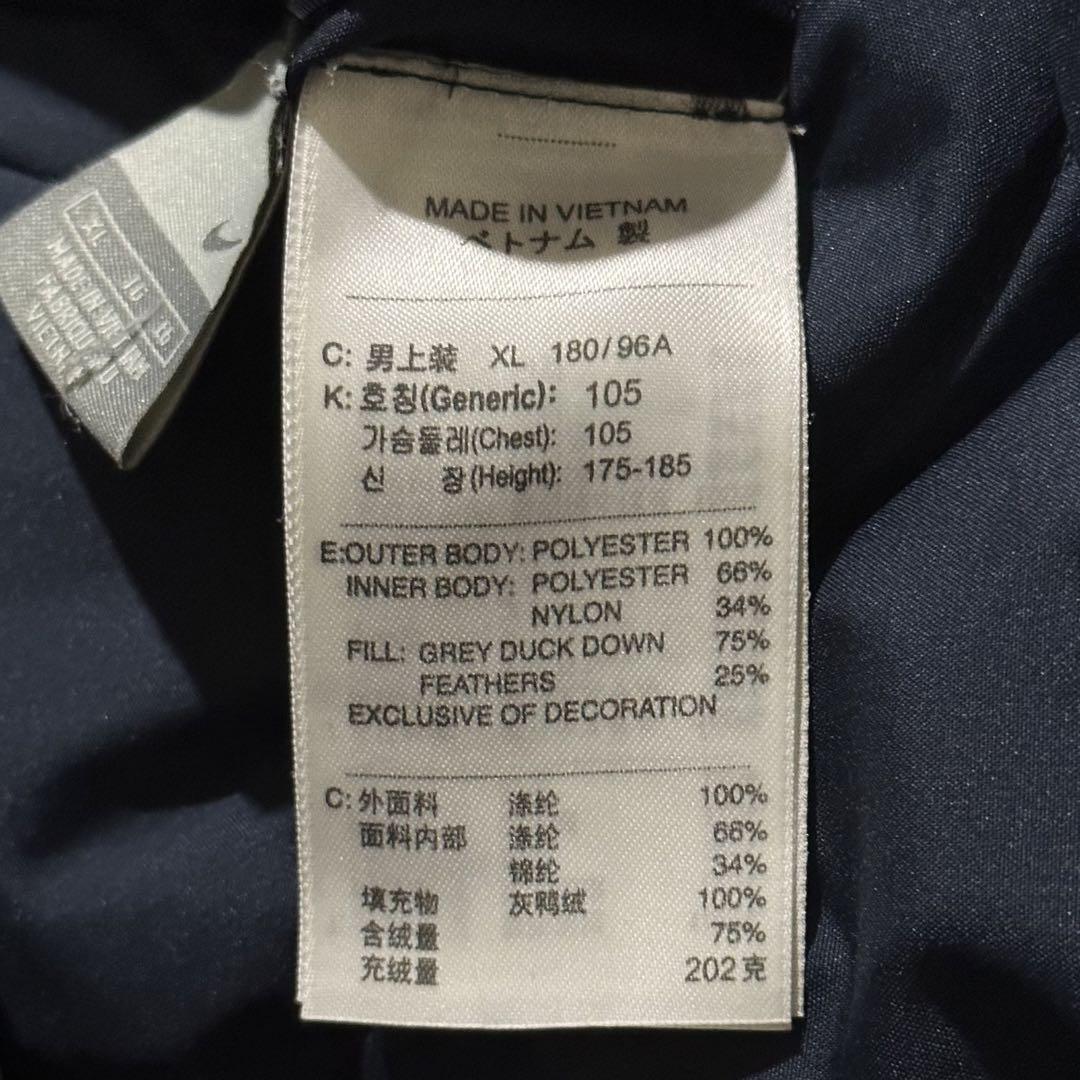 MADE IN VIETNAM
ベトナム 製
C: 男上装 XL 180/96A
K: 호칭(Generic): 105
가슴둘레(Chest): 105
신 장(Height): 175-185
E:OUTER BODY: POLYESTER 100%
INNER BODY: POLYESTER 66%
NYLON 34%
FILL: GREY DUCK DOWN 75%
FEATHERS 25%
EXCLUSIVE OF DECORATION
C: 外面料 涤纶 100%
面料内部 涤纶 66%
锦纶 34%
填充物 灰鸭绒 100%
含绒量 75%
充绒量 202克
XL
MADE IN